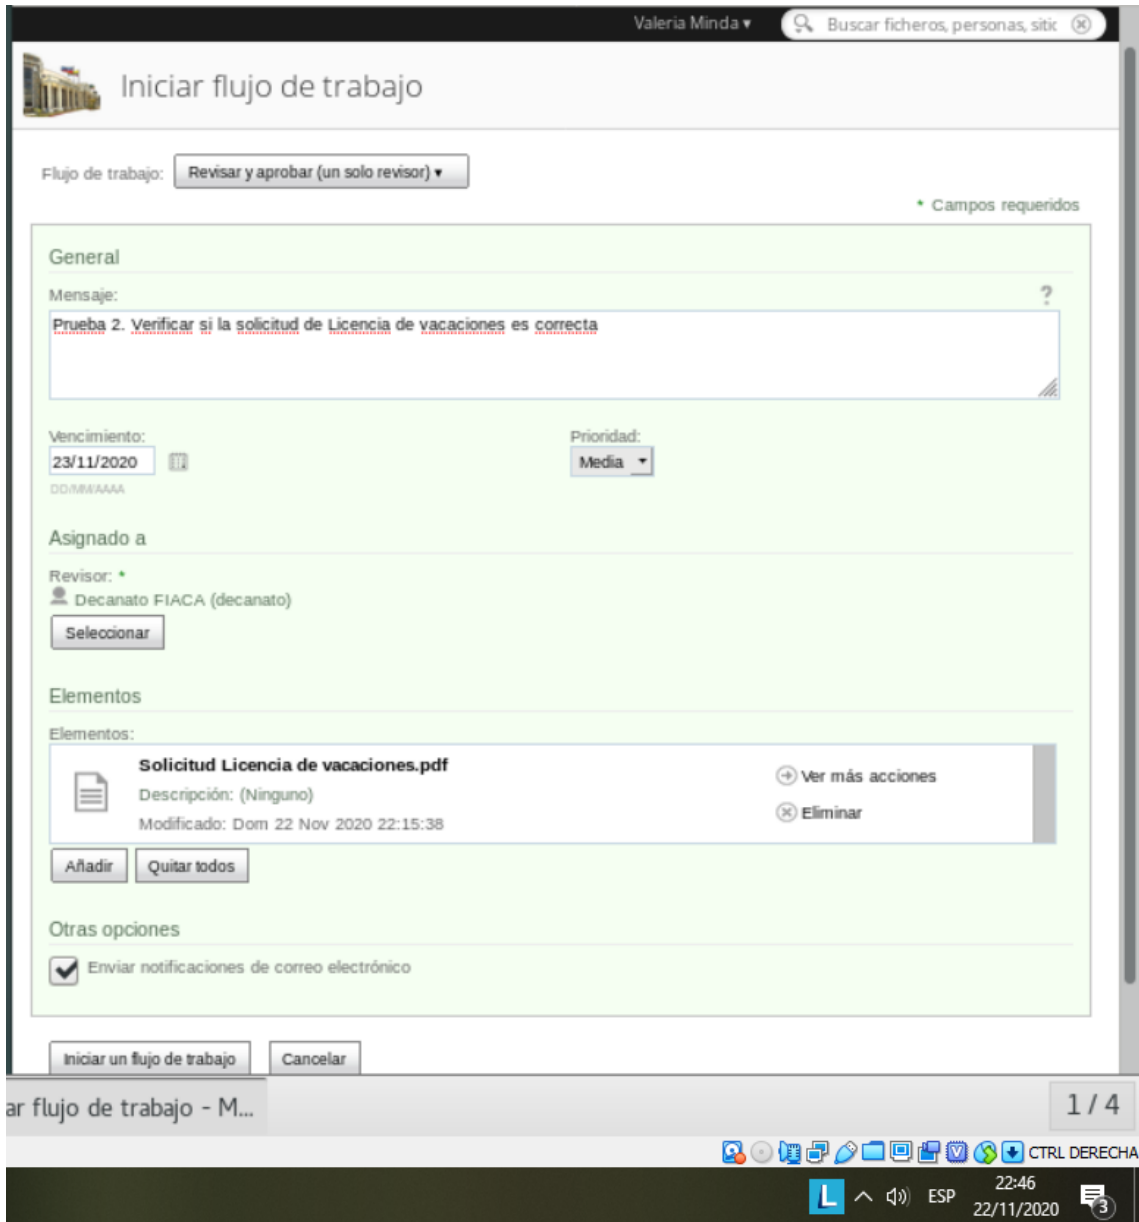 Valeria Minda ▾
Buscar ficheros, personas, sitic
Iniciar flujo de trabajo
Flujo de trabajo: Revisar y aprobar (un solo revisor) ▾
* Campos requeridos
General
Mensaje:
?
Prueba 2. Verificar si la solicitud de Licencia de vacaciones es correcta
Vencimiento: Prioridad:
23/11/2020 Media
DD/MM/AAAA
Asignado a
Revisor: *
Decanato FIACA (decanato)
Seleccionar
Elementos
Elementos:
Solicitud Licencia de vacaciones.pdf
Ver más acciones
Descripción: (Ninguno)
Eliminar
Modificado: Dom 22 Nov 2020 22:15:38
Añadir Quitar todos
Otras opciones
Enviar notificaciones de correo electrónico
Iniciar un flujo de trabajo Cancelar
ar flujo de trabajo - M... 1 / 4
CTRL DERECHA
L ESP 22:46
22/11/2020 3